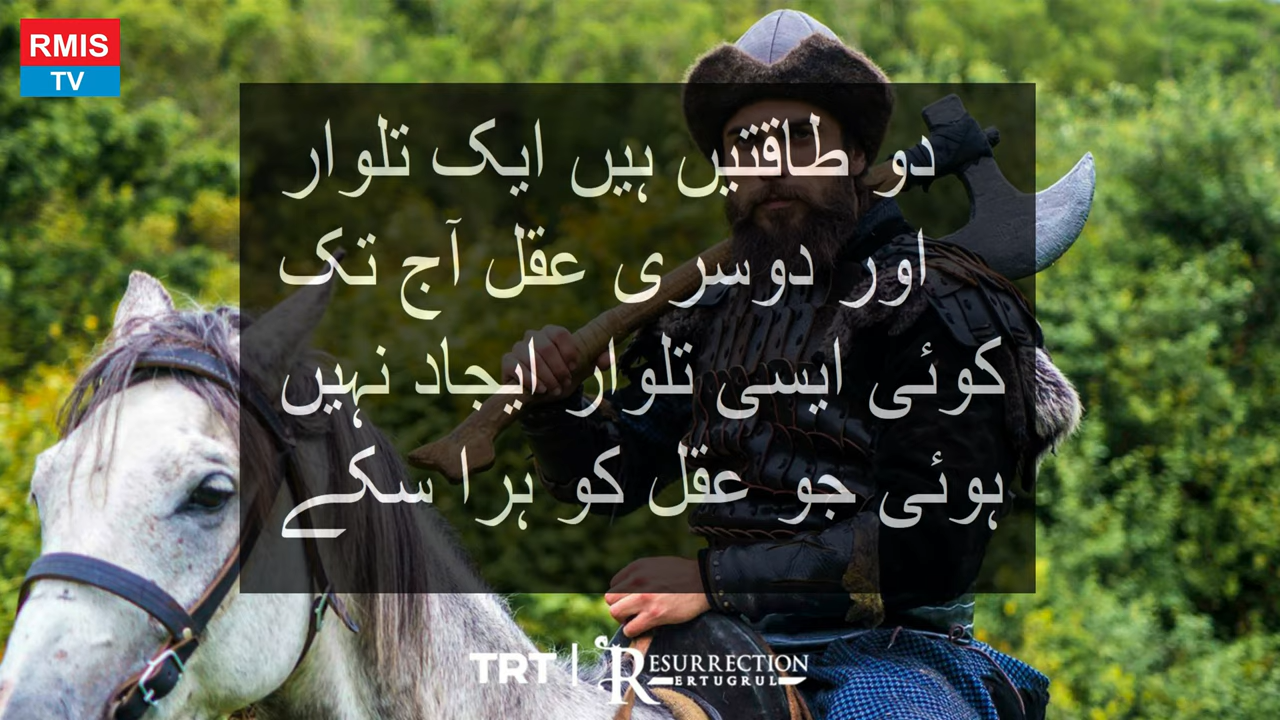 RMIS
TV
دو طاقتیں ہیں ایک تلوار
اور دوسری عقل آج تک
کوئی ایسی تلوار ایجاد نہیں
ہوئی جو عقل کو ہرا سکے
TRT | RESURRECTION
ERTUGRUL